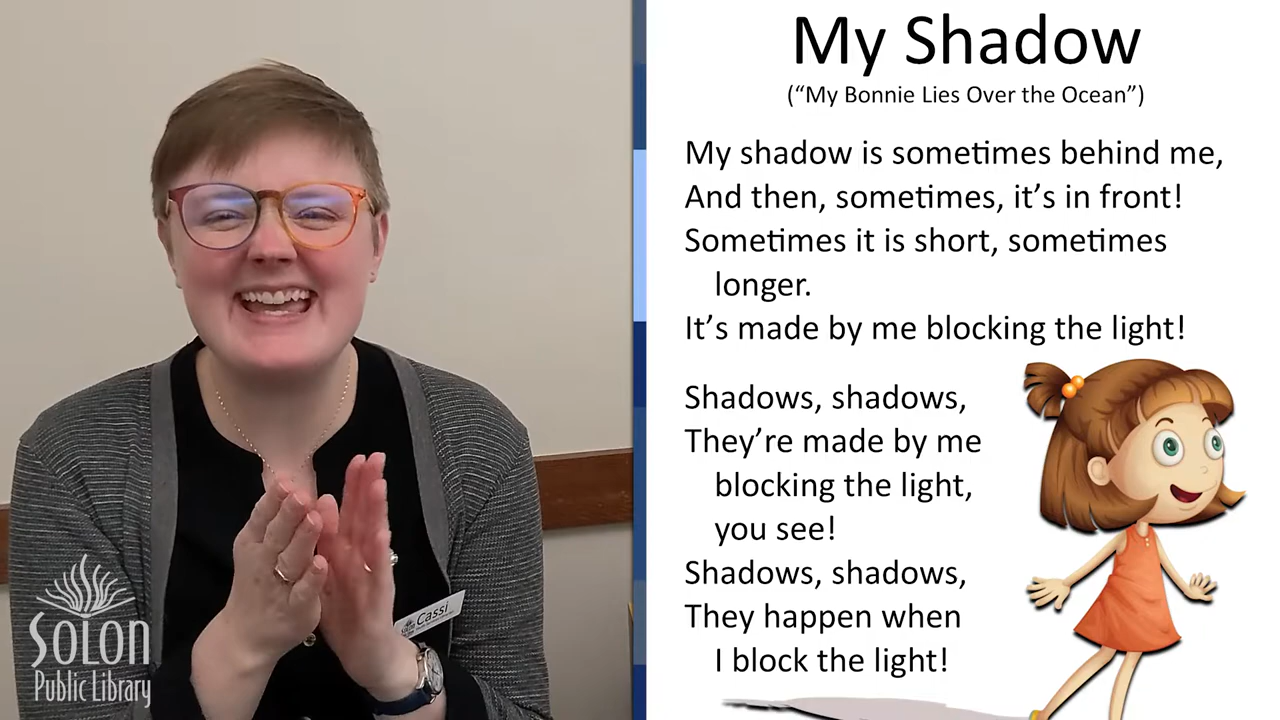 My Shadow
(“My Bonnie Lies Over the Ocean”)
My shadow is sometimes behind me,
And then, sometimes, it’s in front!
Sometimes it is short, sometimes
longer.
It’s made by me blocking the light!
Shadows, shadows,
They’re made by me
blocking the light,
you see!
Shadows, shadows,
They happen when
I block the light!
Cassi
SOLON
Public Library